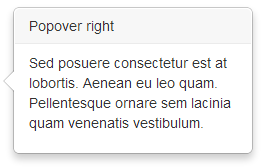 Popover right
Sed posuere consectetur est at
lobortis. Aenean eu leo quam.
Pellentesque ornare sem lacinia
quam venenatis vestibulum.